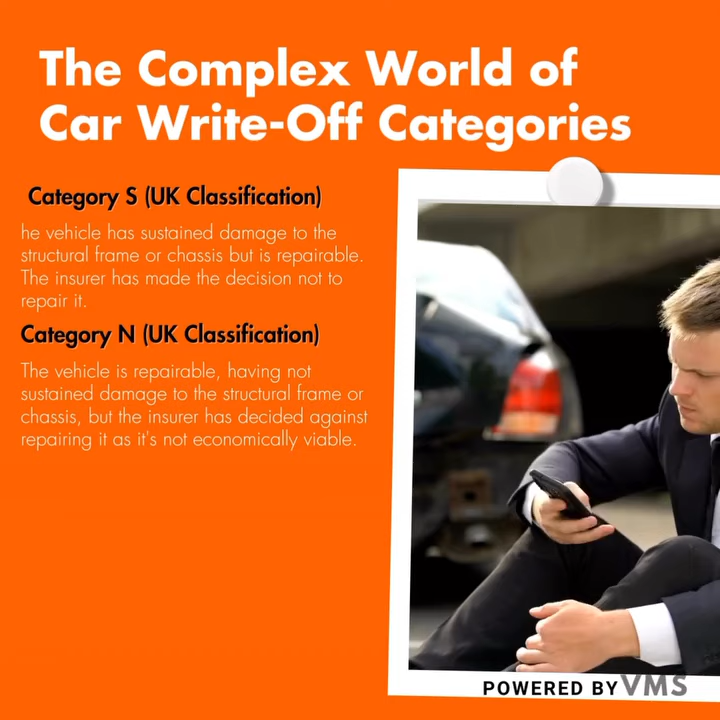 The Complex World of
Car Write-Off Categories
Category S (UK Classification)
he vehicle has sustained damage to the
structural frame or chassis but is repairable.
The insurer has made the decision not to
repair it.
Category N (UK Classification)
The vehicle is repairable, having not
sustained damage to the structural frame or
chassis, but the insurer has decided against
repairing it as it's not economically viable.
POWERED BY VMS